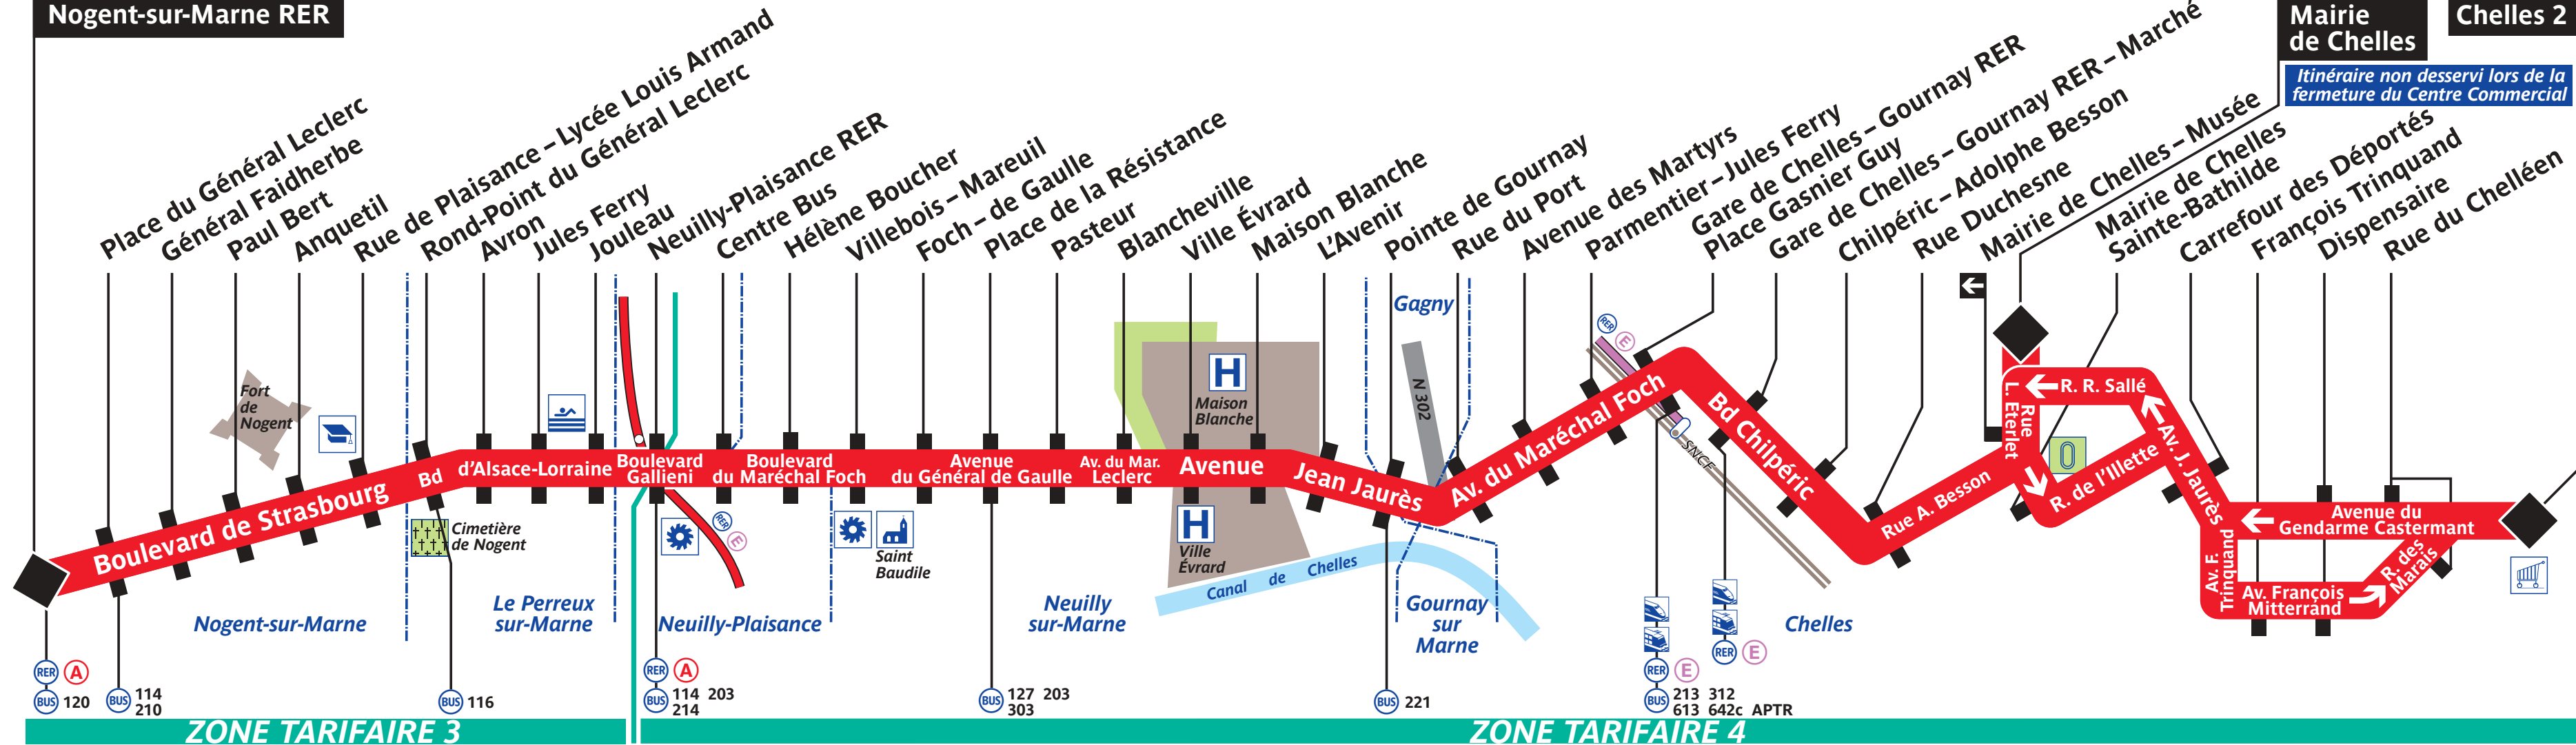 Nogent-sur-Marne RER
Mairie
de Chelles
Chelles 2
Itinéraire non desservi lors de la
fermeture du Centre Commercial
Place du Général Leclerc
Général Faidherbe
Paul Bert
Anquetil
Rue de Plaisance – Lycée Louis Armand
Rond-Point du Général Leclerc
Avron
Jules Ferry
Jouleau
Neuilly-Plaisance RER
Centre Bus
Hélène Boucher
Villebois – Mareuil
Foch – de Gaulle
Place de la Résistance
Pasteur
Blancheville
Ville Évrard
Maison Blanche
L'Avenir
Pointe de Gournay
Rue du Port
Avenue des Martyrs
Parmentier – Jules Ferry
Gare de Chelles – Gournay RER
Place Gasnier Guy
Gare de Chelles – Gournay RER – Marché
Chilpéric – Adolphe Besson
Rue Duchesne
Mairie de Chelles – Musée
Mairie de Chelles
Sainte-Bathilde
Carrefour des Déportés
François Trinquand
Dispensaire
Rue du Chelléen
Fort
de
Nogent
Gagny
N 302
RER E
H
Maison
Blanche
Boulevard de Strasbourg
Bd
d'Alsace-Lorraine
Boulevard
Gallieni
Boulevard
du Maréchal Foch
Avenue
du Général de Gaulle
Av. du Mar.
Leclerc
Avenue
Jean Jaurès
Av. du Maréchal Foch
Bd Chilpéric
Rue A. Besson
Rue
L. Eterlet
R. R. Sallé
R. de l'Illette
Av. J. Jaurès
Avenue du
Gendarme Castermant
Av. F.
Trinquand
Av. François
Mitterrand
R. des
Marais
SNCF
Cimetière
de Nogent
RER E
Saint
Baudile
H
Ville
Évrard
Canal de Chelles
Nogent-sur-Marne
Le Perreux
sur-Marne
Neuilly-Plaisance
Neuilly
sur-Marne
Gournay
sur
Marne
Chelles
RER A
BUS 120
BUS 114
210
BUS 116
RER A
BUS 114 203
214
BUS 127 203
303
BUS 221
RER E
BUS 213 312
613 642c APTR
RER E
ZONE TARIFAIRE 3
ZONE TARIFAIRE 4